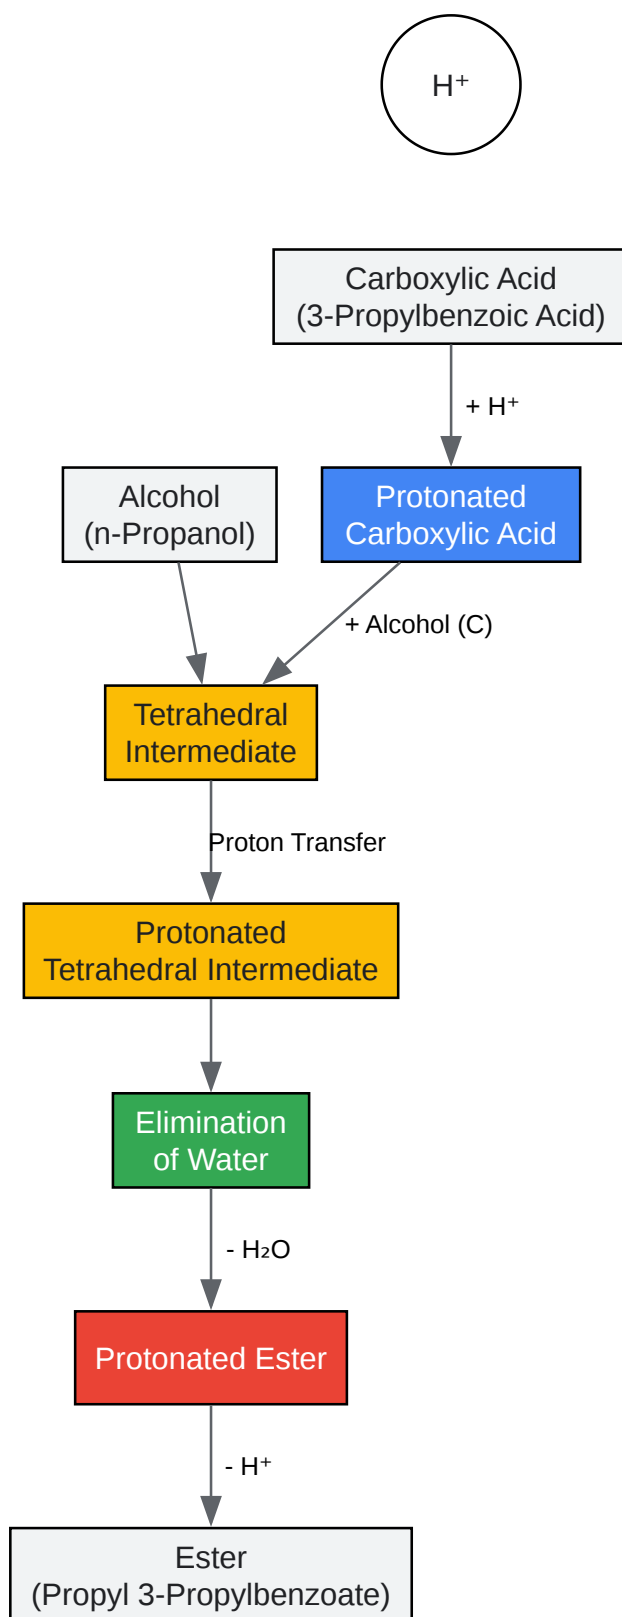 H⁺
Carboxylic Acid
(3-Propylbenzoic Acid)
+ H⁺
Alcohol
(n-Propanol)
Protonated
Carboxylic Acid
+ Alcohol (C)
Tetrahedral
Intermediate
Proton Transfer
Protonated
Tetrahedral Intermediate
Elimination
of Water
- H₂O
Protonated Ester
- H⁺
Ester
(Propyl 3-Propylbenzoate)